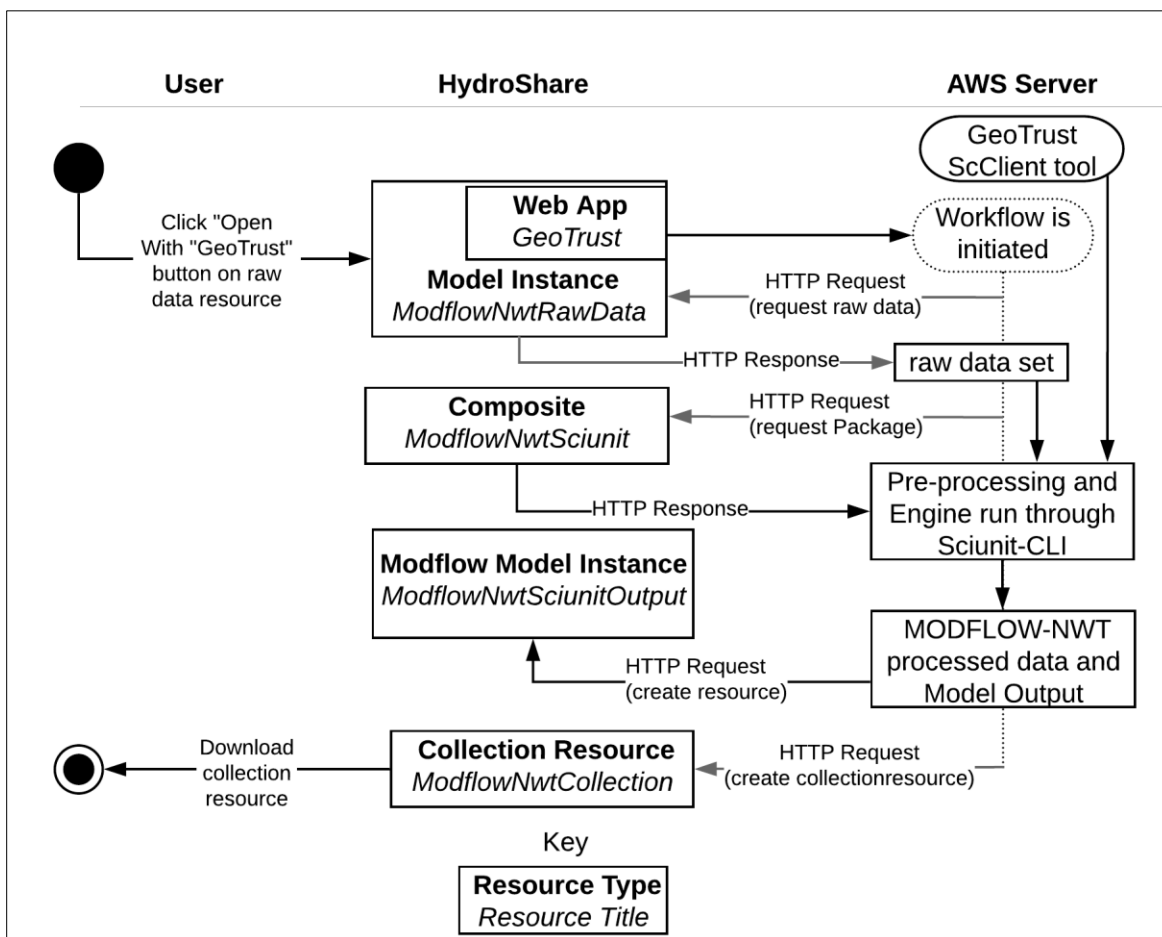 User
HydroShare
AWS Server
GeoTrust
ScClient tool
Click "Open
With "GeoTrust"
button on raw
data resource
Web App
GeoTrust
Model Instance
ModflowNwtRawData
Workflow is
initiated
HTTP Request
(request raw data)
HTTP Response
raw data set
Composite
ModflowNwtSciunit
HTTP Request
(request Package)
HTTP Response
Pre-processing and
Engine run through
Sciunit-CLI
Modflow Model Instance
ModflowNwtSciunitOutput
HTTP Request
(create resource)
MODFLOW-NWT
processed data and
Model Output
Download
collection
resource
Collection Resource
ModflowNwtCollection
HTTP Request
(create collectionresource)
Key
Resource Type
Resource Title